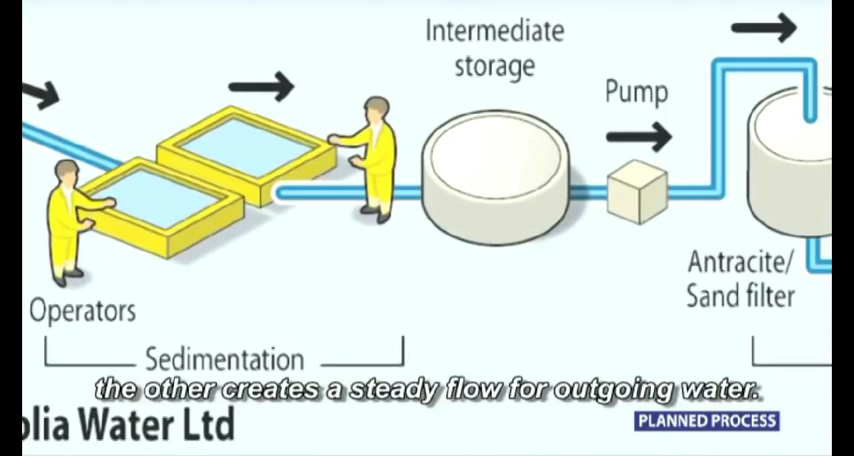 Intermediate
storage
Pump
Antracite/
Sand filter
Operators
Sedimentation
the other creates a steady flow for outgoing water.
olia Water Ltd
PLANNED PROCESS